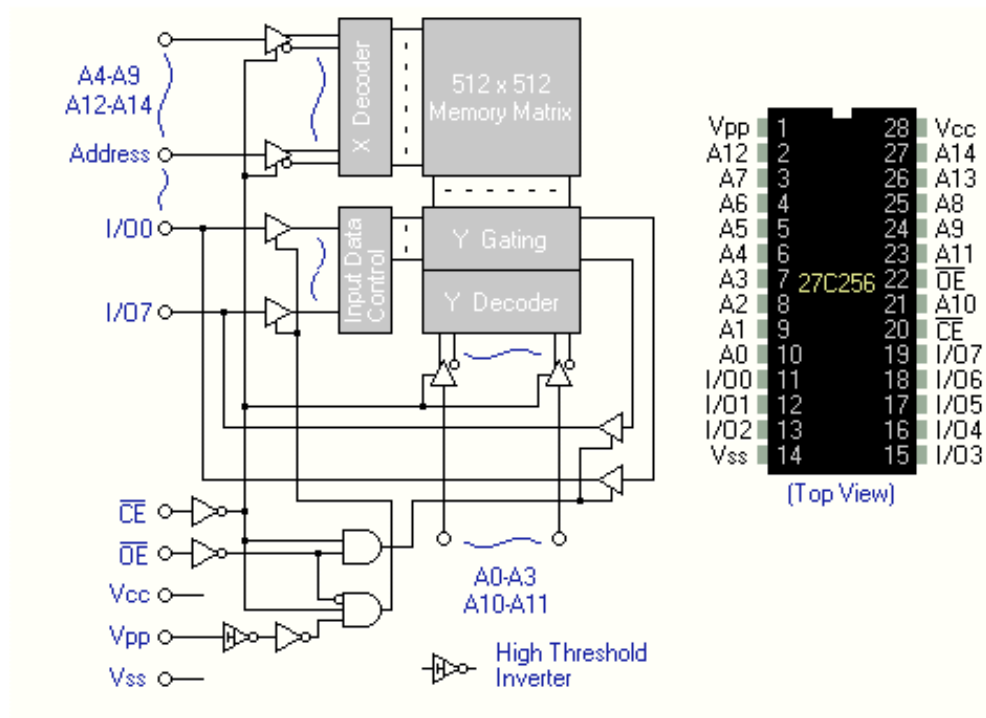 A4-A9
A12-A14
Address
I/O0
I/O7
X Decoder
512 x 512
Memory Matrix
Input Data
Control
Y Gating
Y Decoder
CE
OE
Vcc
Vpp
Vss
A0-A3
A10-A11
High Threshold
Inverter
Vpp 1 28 Vcc
A12 2 27 A14
A7 3 26 A13
A6 4 25 A8
A5 5 24 A9
A4 6 23 A11
A3 7 27C256 22 OE
A2 8 21 A10
A1 9 20 CE
A0 10 19 I/O7
I/O0 11 18 I/O6
I/O1 12 17 I/O5
I/O2 13 16 I/O4
Vss 14 15 I/O3
(Top View)